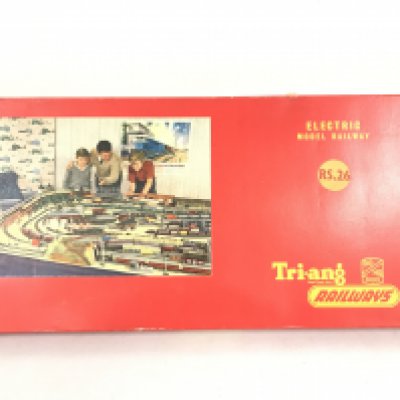 ELECTRIC
MODEL RAILWAY
RS.26
Tri-ang
RAILWAYS